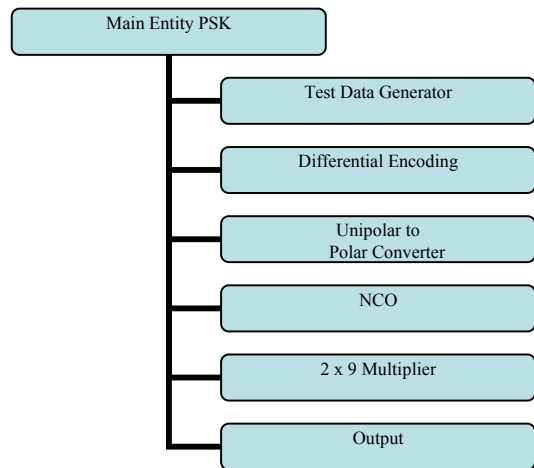 Main Entity PSK
Test Data Generator
Differential Encoding
Unipolar to
Polar Converter
NCO
2 x 9 Multiplier
Output